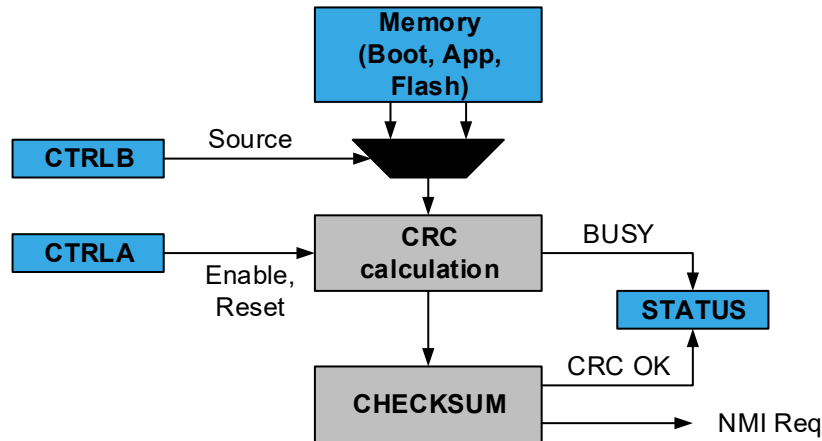 Memory
(Boot, App,
Flash)
Source
CTRLB
CTRLA
Enable,
Reset
CRC
calculation
BUSY
STATUS
CRC OK
CHECKSUM
NMI Req